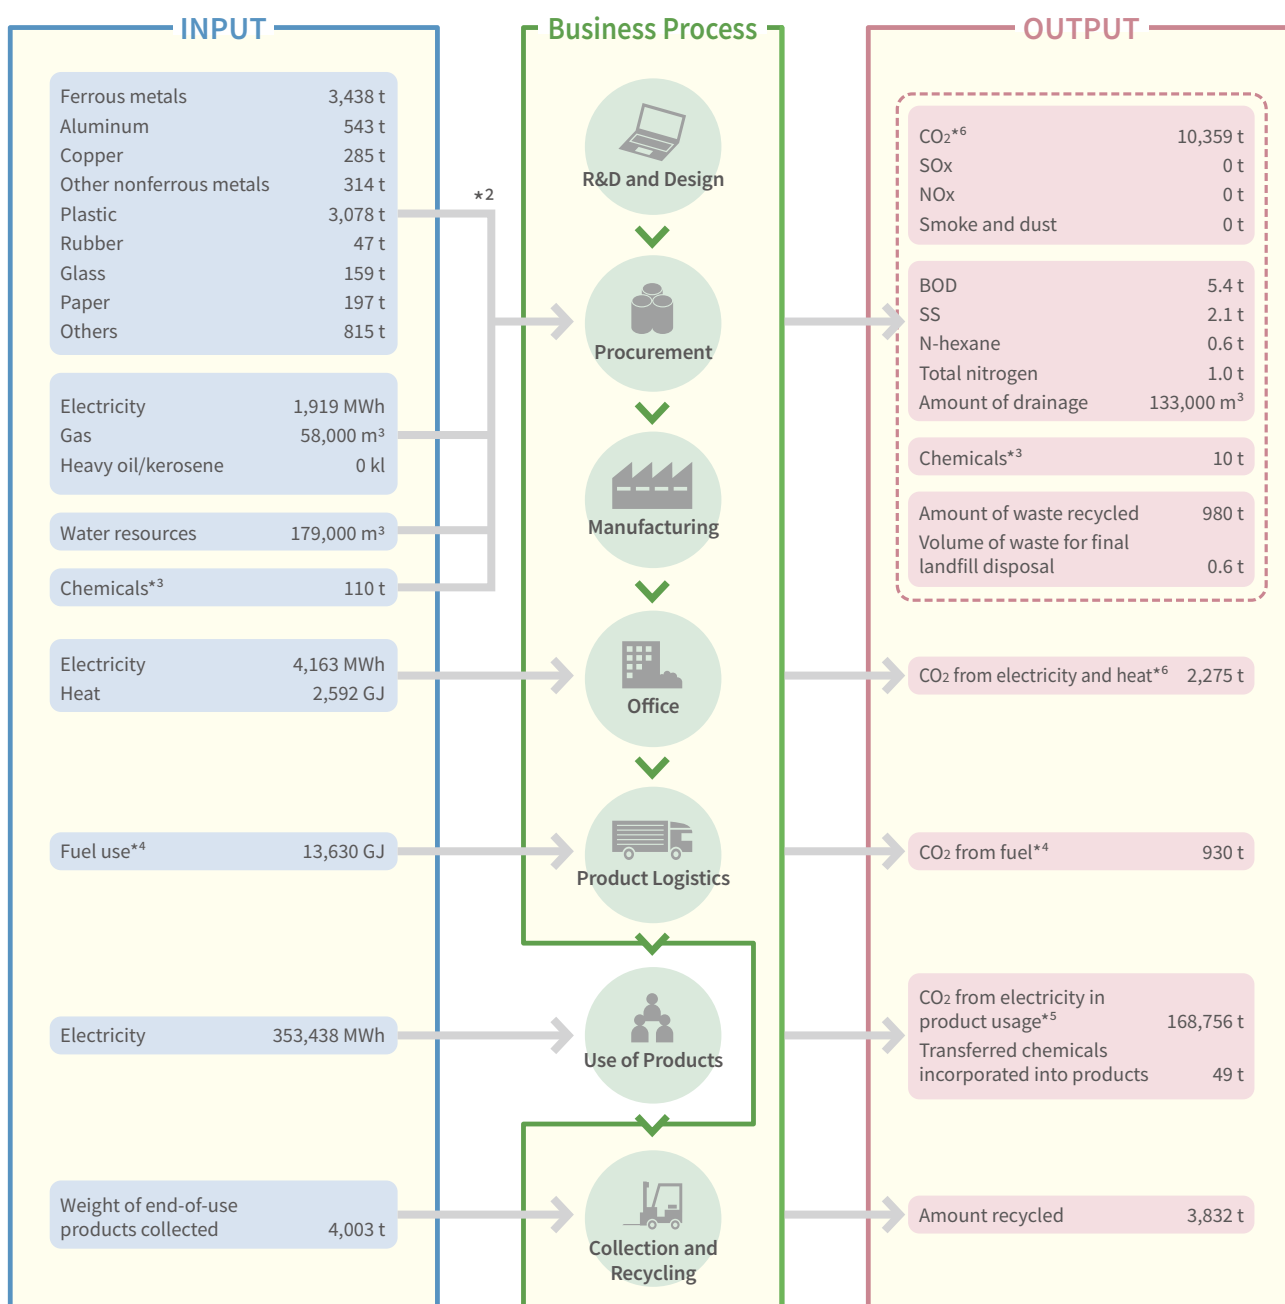 INPUT
Ferrous metals 3,438 t
Aluminum 543 t
Copper 285 t
Other nonferrous metals 314 t
Plastic 3,078 t
Rubber 47 t
Glass 159 t
Paper 197 t
Others 815 t
Electricity 1,919 MWh
Gas 58,000 m³
Heavy oil/kerosene 0 kl
Water resources 179,000 m³
Chemicals*³ 110 t
Electricity 4,163 MWh
Heat 2,592 GJ
Fuel use*⁴ 13,630 GJ
Electricity 353,438 MWh
Weight of end-of-use
products collected 4,003 t
*²
Business Process
R&D and Design
Procurement
Manufacturing
Office
Product Logistics
Use of Products
Collection and
Recycling
OUTPUT
CO₂*⁶ 10,359 t
SOx 0 t
NOx 0 t
Smoke and dust 0 t
BOD 5.4 t
SS 2.1 t
N-hexane 0.6 t
Total nitrogen 1.0 t
Amount of drainage 133,000 m³
Chemicals*³ 10 t
Amount of waste recycled 980 t
Volume of waste for final
landfill disposal 0.6 t
CO₂ from electricity and heat*⁶ 2,275 t
CO₂ from fuel*⁴ 930 t
CO₂ from electricity in
product usage*⁵ 168,756 t
Transferred chemicals
incorporated into products 49 t
Amount recycled 3,832 t